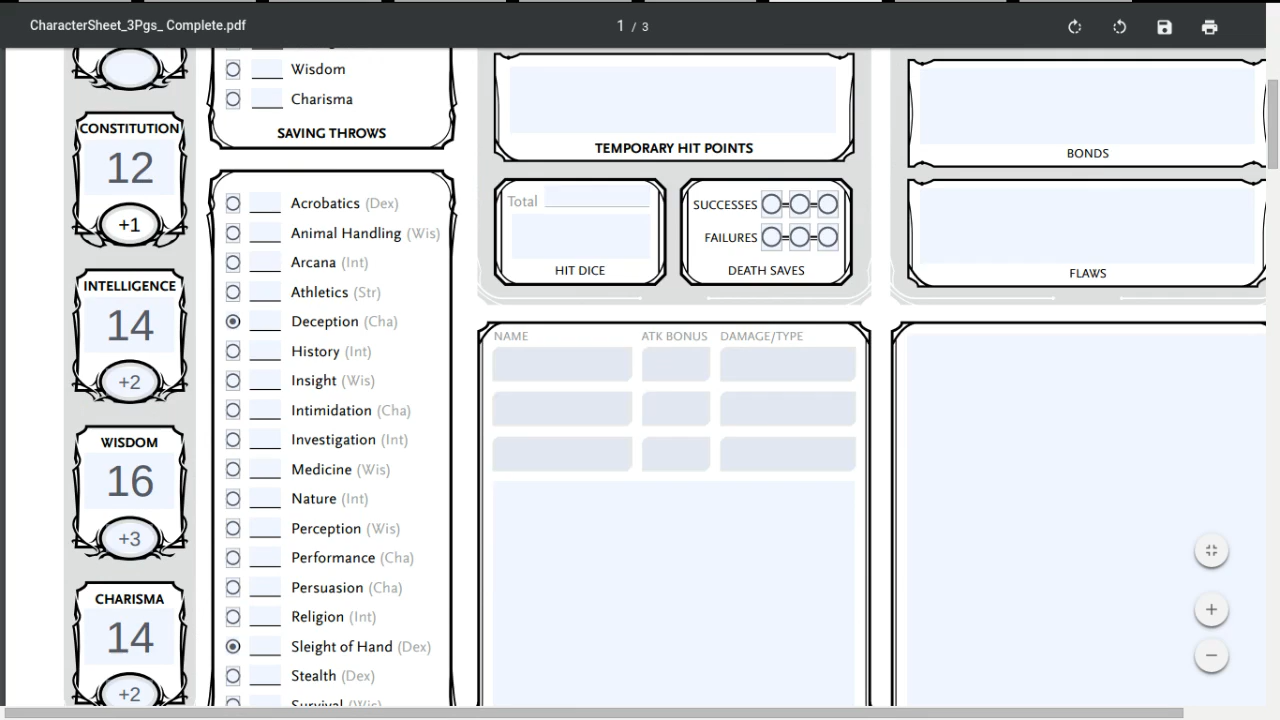 CharacterSheet_3Pgs_ Complete.pdf
1 / 3
Wisdom
Charisma
SAVING THROWS
CONSTITUTION
12
+1
INTELLIGENCE
14
+2
WISDOM
16
+3
CHARISMA
14
+2
Acrobatics (Dex)
Animal Handling (Wis)
Arcana (Int)
Athletics (Str)
Deception (Cha)
History (Int)
Insight (Wis)
Intimidation (Cha)
Investigation (Int)
Medicine (Wis)
Nature (Int)
Perception (Wis)
Performance (Cha)
Persuasion (Cha)
Religion (Int)
Sleight of Hand (Dex)
Stealth (Dex)
Survival (Wis)
TEMPORARY HIT POINTS
Total
HIT DICE
SUCCESSES
FAILURES
DEATH SAVES
NAME ATK BONUS DAMAGE/TYPE
BONDS
FLAWS